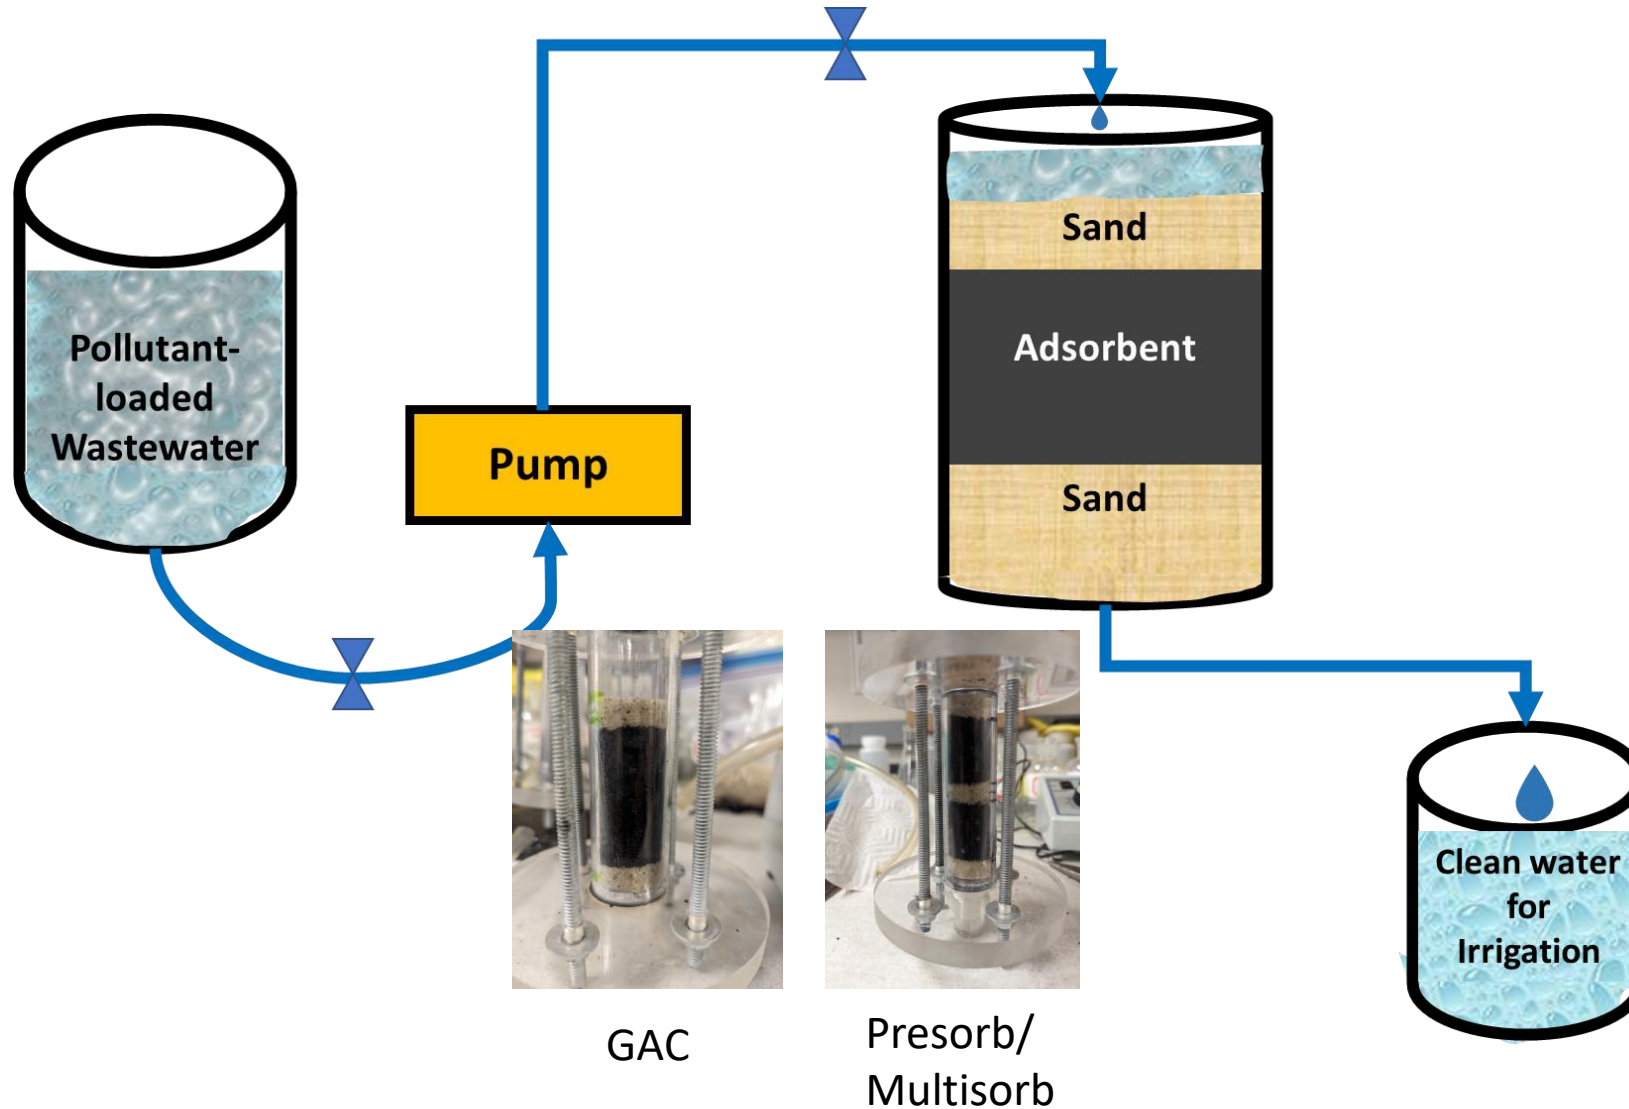 Pollutant-
loaded
Wastewater
Pump
Sand
Adsorbent
Sand
Clean water
for
Irrigation
GAC
Presorb/
Multisorb